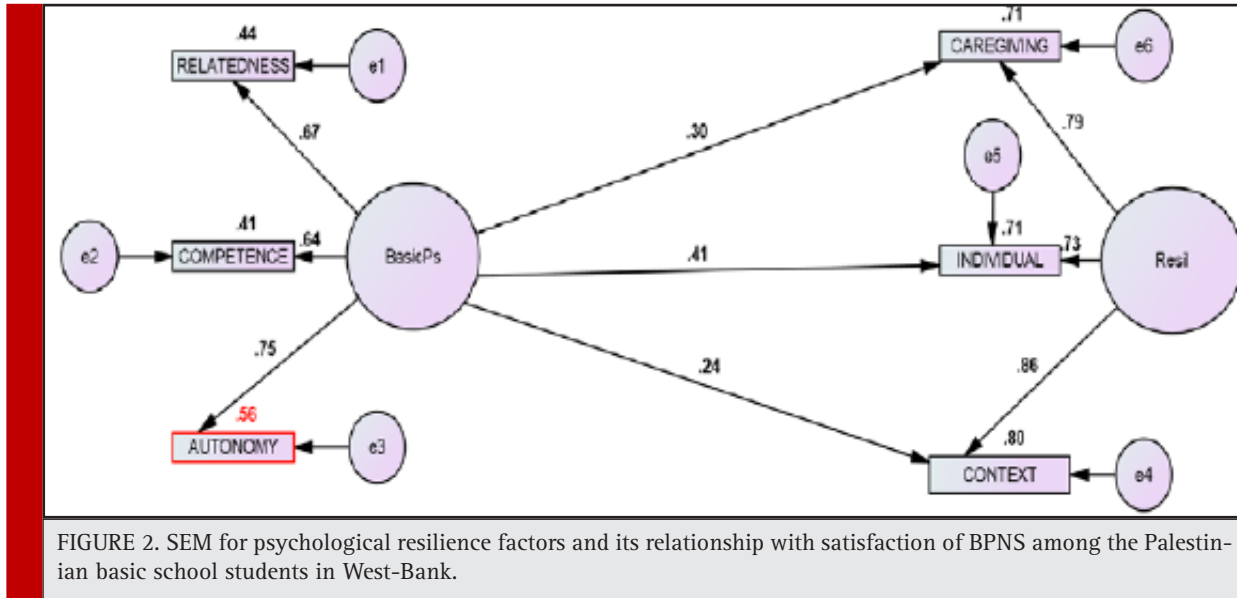 .44
RELATEDNESS
e1
.67
.41
e2
COMPETENCE
.64
BasicPs
.75
.56
AUTONOMY
e3
.30
.41
.24
.71
CAREGIVING
e6
.79
e5
.71
INDIVIDUAL
.73
Resil
.86
.80
CONTEXT
e4
FIGURE 2. SEM for psychological resilience factors and its relationship with satisfaction of BPNS among the Palestin-
ian basic school students in West-Bank.